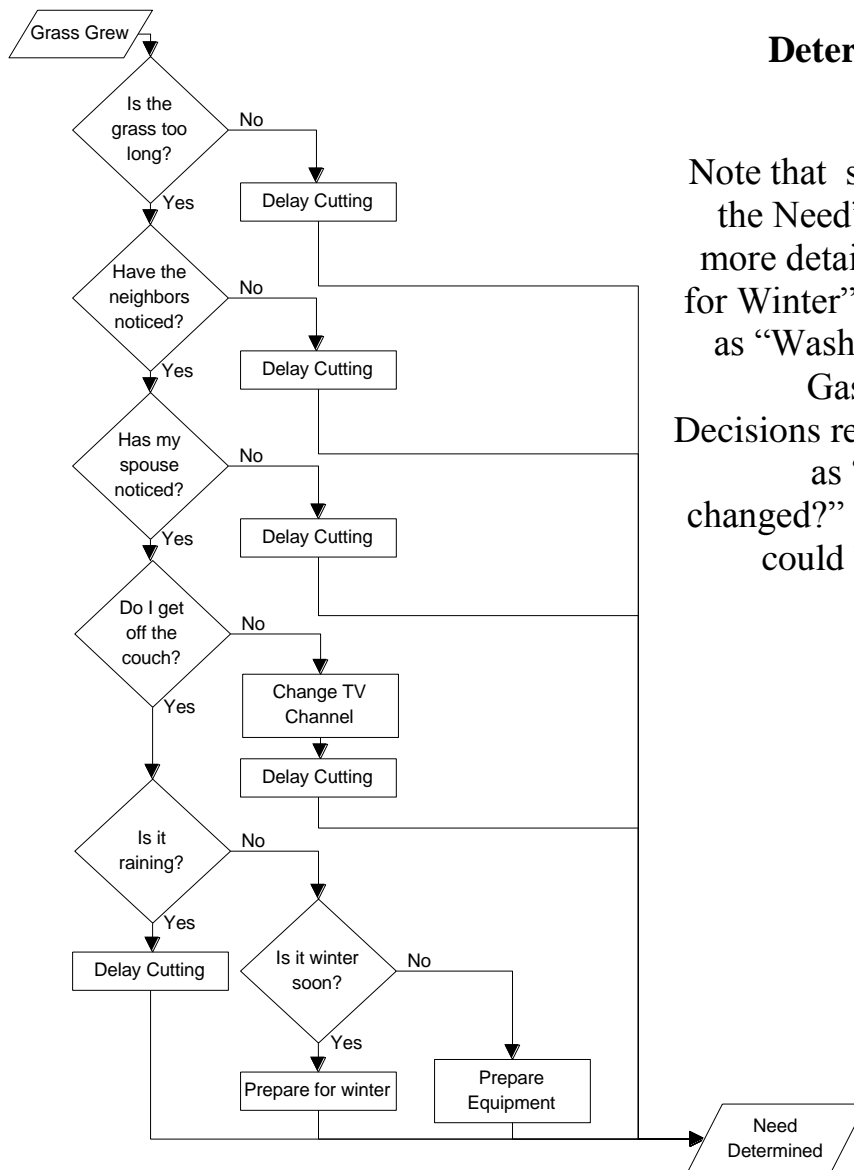 Grass Grew
Is the
grass too
long?
No
Yes
Delay Cutting
Have the
neighbors
noticed?
No
Yes
Delay Cutting
Has my
spouse
noticed?
No
Yes
Delay Cutting
Do I get
off the
couch?
No
Yes
Change TV
Channel
Delay Cutting
Is it
raining?
No
Yes
Delay Cutting
Is it winter
soon?
No
Yes
Prepare for winter
Prepare
Equipment
Need
Determined
Deter
Note that s
the Need"
more detai
for Winter"
as “Wash
Gas
Decisions re
as “
changed?”
could